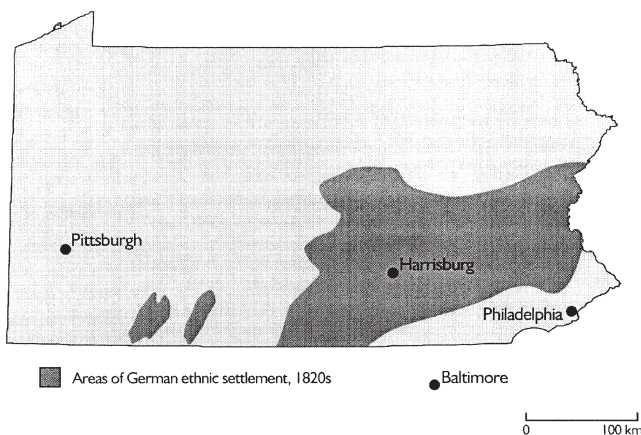 Pittsburgh
Harrisburg
Philadelphia
Areas of German ethnic settlement, 1820s
Baltimore
0 100 km